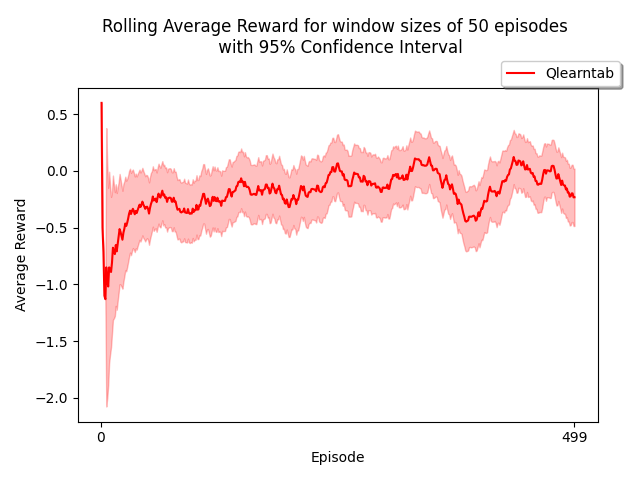 Rolling Average Reward for window sizes of 50 episodes
with 95% Confidence Interval
Qlearntab
0.5
0.0
−0.5
−1.0
−1.5
−2.0
Average Reward
0
499
Episode